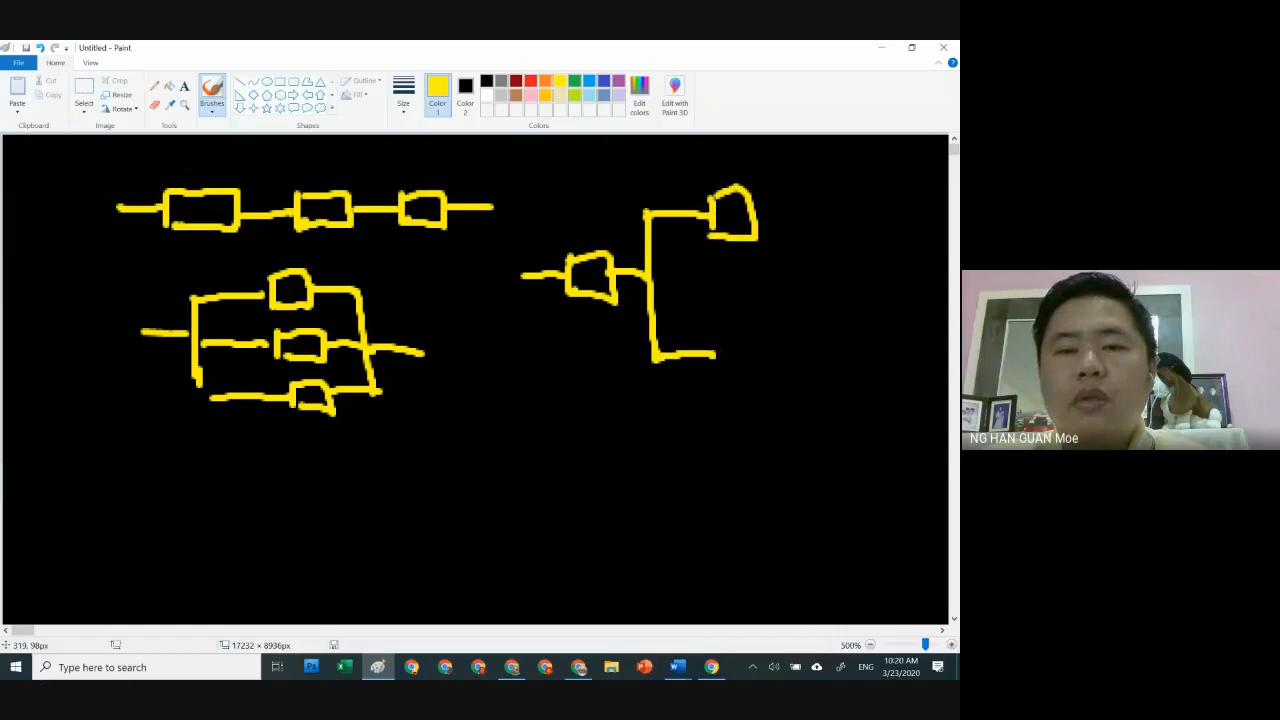 Untitled - Paint
File
Home
View
Paste
Cut
Copy
Clipboard
Select
Crop
Resize
Rotate
Image
Tools
Brushes
Shapes
Outline
Fill
Size
Color
1
Color
2
Edit
colors
Edit with
Paint 3D
Colors
NG HAN GUAN Moe
319, 98px
17232 × 8936px
500%
Type here to search
ENG
10:20 AM
3/23/2020